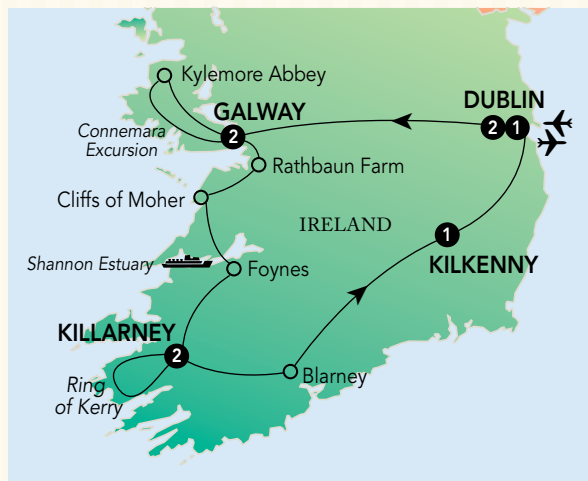 Kylemore Abbey
GALWAY
2
Connemara
Excursion
DUBLIN
2 1
Rathbaun Farm
Cliffs of Moher
IRELAND
1
KILKENNY
Shannon Estuary
Foynes
KILLARNEY
2
Ring
of Kerry
Blarney